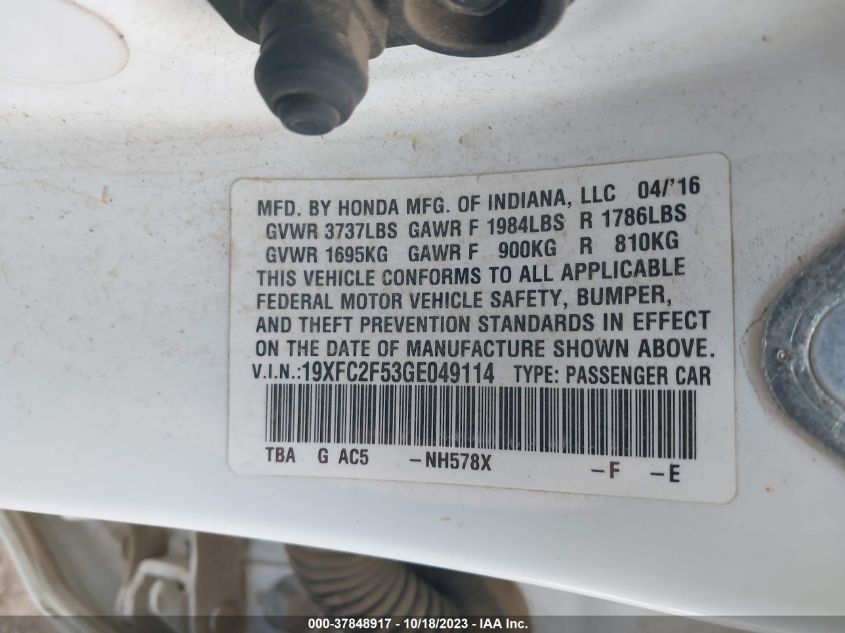 MFD. BY HONDA MFG. OF INDIANA, LLC 04/'16
GVWR 3737LBS GAWR F 1984LBS R 1786LBS
GVWR 1695KG GAWR F 900KG R 810KG
THIS VEHICLE CONFORMS TO ALL APPLICABLE
FEDERAL MOTOR VEHICLE SAFETY, BUMPER,
AND THEFT PREVENTION STANDARDS IN EFFECT
ON THE DATE OF MANUFACTURE SHOWN ABOVE.
V.I.N.:19XFC2F53GE049114 TYPE: PASSENGER CAR
TBA G AC5 -NH578X -F -E
000-37848917 - 10/18/2023 - IAAI.com